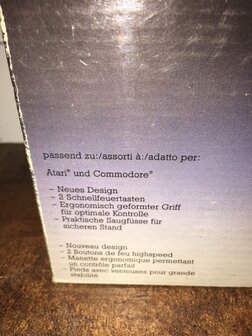 passend zu:/assorti à:/adatto per:
Atari® und Commodore®
– Neues Design
– 2 Schnellfeuertasten
– Ergonomisch geformter Griff
für optimale Kontrolle
– Praktische Saugfüsse für
sicheren Stand
– Nouveau design
– 2 Boutons de feu highspeed
– Manette ergonomique permettant
un contrôle parfait
– Pieds avec ventouses pour grande
stabilité